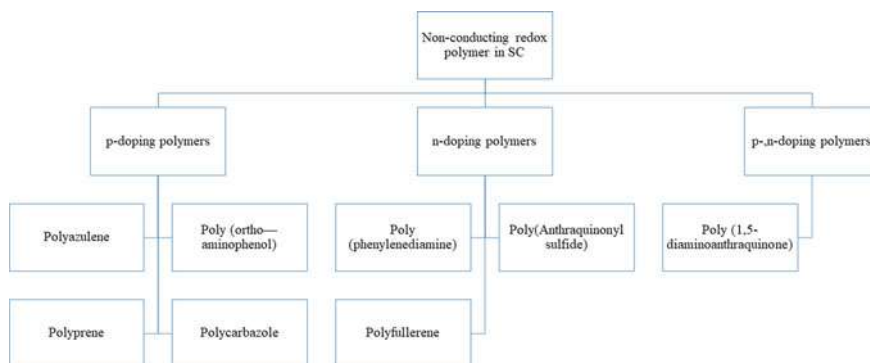 Non-conducting redox
polymer in SC
p-doping polymers
n-doping polymers
p-,n-doping polymers
Polyazulene
Poly (ortho—
aminophenol)
Poly
(phenylenediamine)
Poly(Anthraquinonyl
sulfide)
Poly (1,5-
diaminoanthraquinone)
Polyprene
Polycarbazole
Polyfullerene